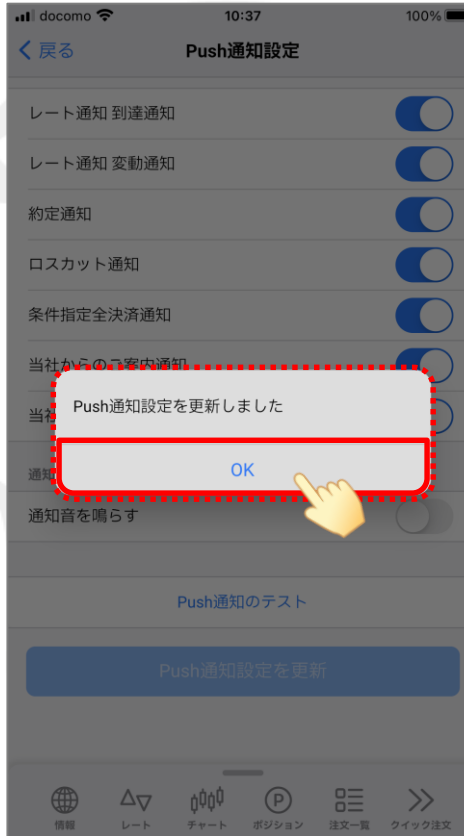 docomo 10:37 100%
戻る Push通知設定
レート通知 到達通知
レート通知 変動通知
約定通知
ロスカット通知
条件指定全決済通知
当社からのご案内通知
当社
Push通知設定を更新しました
OK
通知
通知音を鳴らす
Push通知のテスト
Push通知設定を更新
情報 レート チャート ポジション 注文一覧 クイック注文